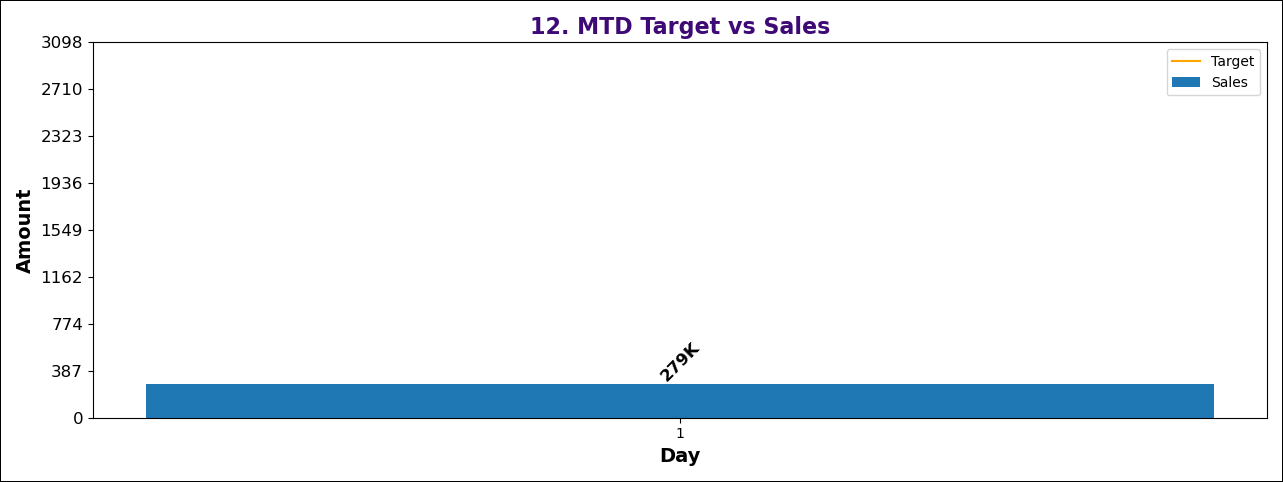 12. MTD Target vs Sales
Target
Sales
Amount
3098
2710
2323
1936
1549
1162
774
387
0
279K
1
Day